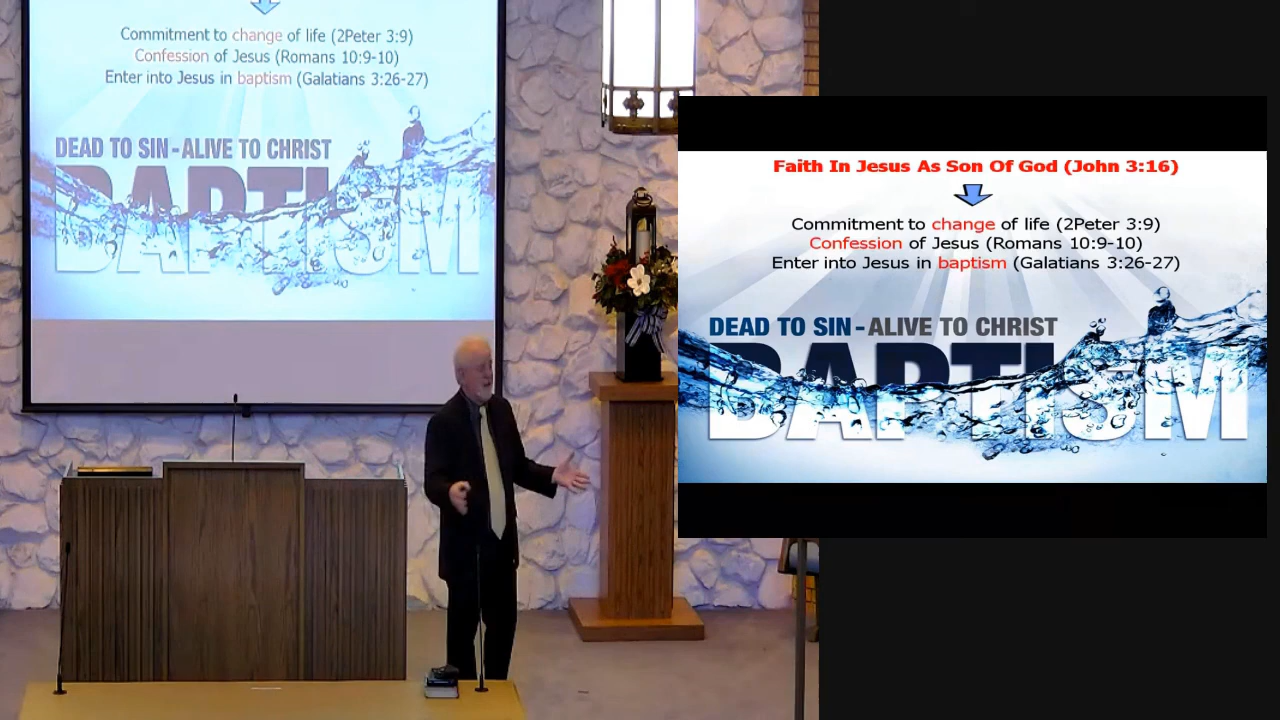 Commitment to change of life (2Peter 3:9)
Confession of Jesus (Romans 10:9-10)
Enter into Jesus in baptism (Galatians 3:26-27)
DEAD TO SIN-ALIVE TO CHRIST
BAPTISM
Faith In Jesus As Son Of God (John 3:16)
Commitment to change of life (2Peter 3:9)
Confession of Jesus (Romans 10:9-10)
Enter into Jesus in baptism (Galatians 3:26-27)
DEAD TO SIN-ALIVE TO CHRIST
BAPTISM